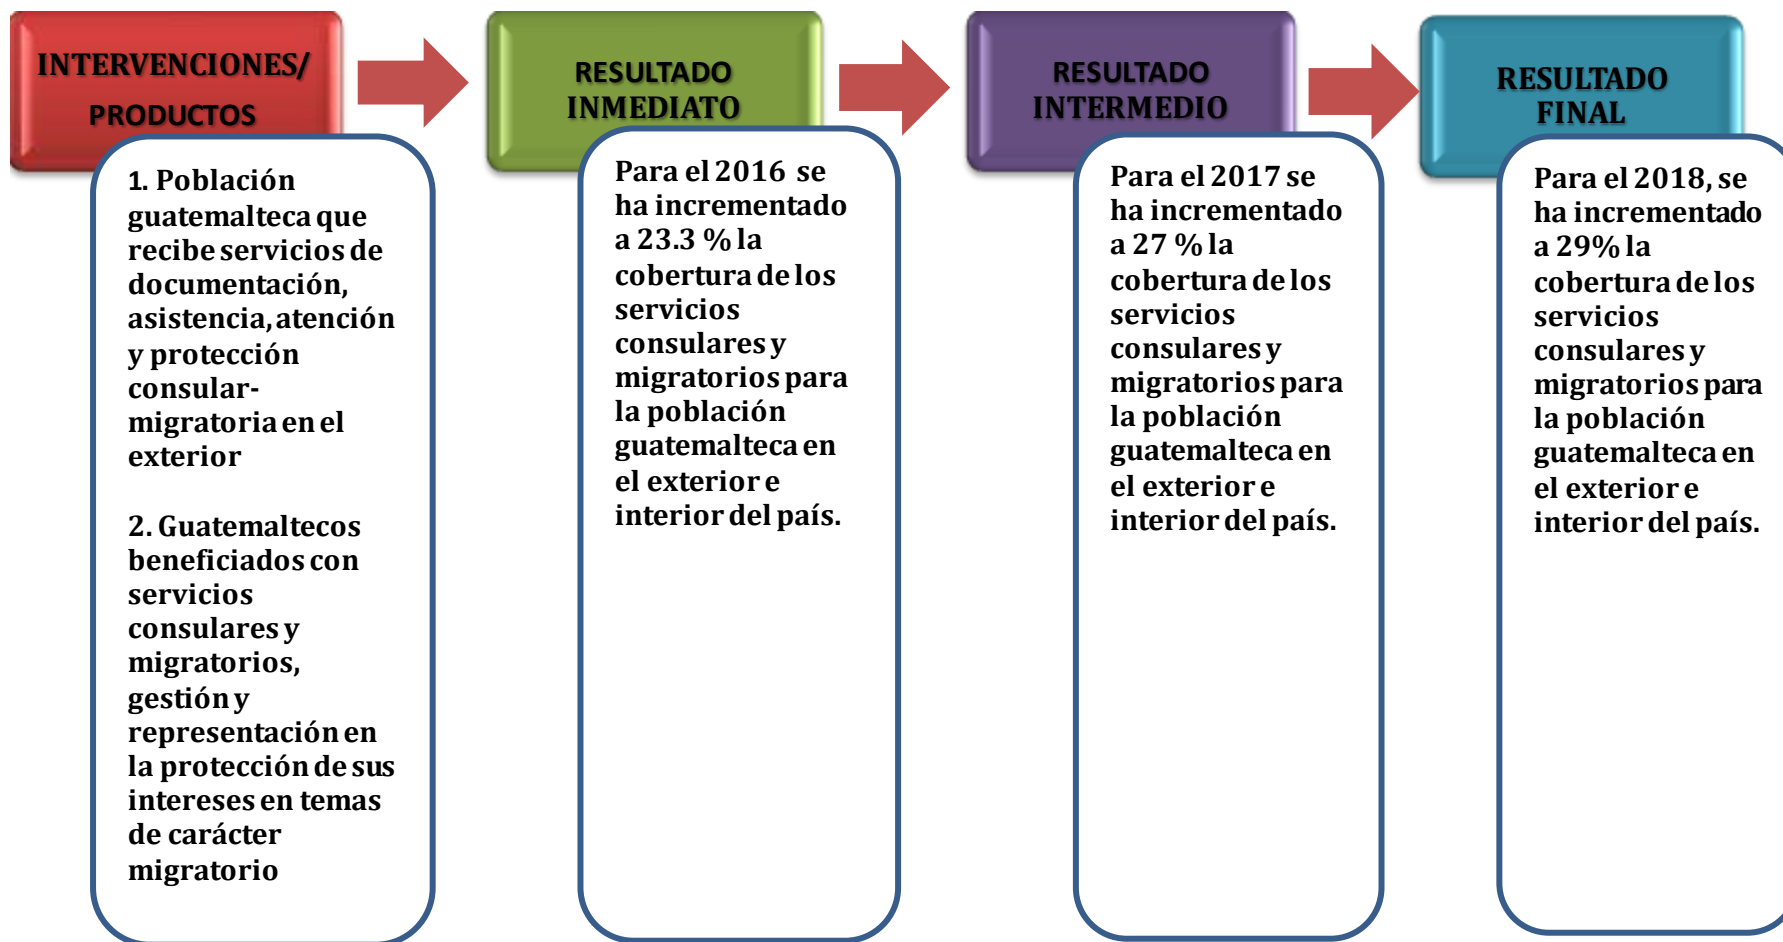 INTERVENCIONES/
PRODUCTOS
1. Población
guatemalteca que
recibe servicios de
documentación,
asistencia, atención
y protección
consular-
migratoria en el
exterior
2. Guatemaltecos
beneficiados con
servicios
consulares y
migratorios,
gestión y
representación en
la protección de sus
intereses en temas
de carácter
migratorio
RESULTADO
INMEDIATO
Para el 2016 se
ha incrementado
a 23.3 % la
cobertura de los
servicios
consulares y
migratorios para
la población
guatemalteca en
el exterior e
interior del país.
RESULTADO
INTERMEDIO
Para el 2017 se
ha incrementado
a 27 % la
cobertura de los
servicios
consulares y
migratorios para
la población
guatemalteca en
el exterior e
interior del país.
RESULTADO
FINAL
Para el 2018, se
ha incrementado
a 29% la
cobertura de los
servicios
consulares y
migratorios para
la población
guatemalteca en
el exterior e
interior del país.